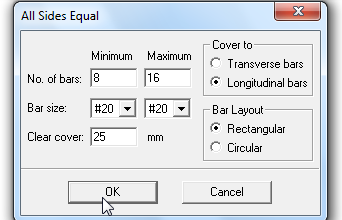 All Sides Equal
Minimum Maximum
No. of bars: 8 16
Bar size: #20 #20
Clear cover: 25 mm
Cover to
Transverse bars
Longitudinal bars
Bar Layout
Rectangular
Circular
OK Cancel